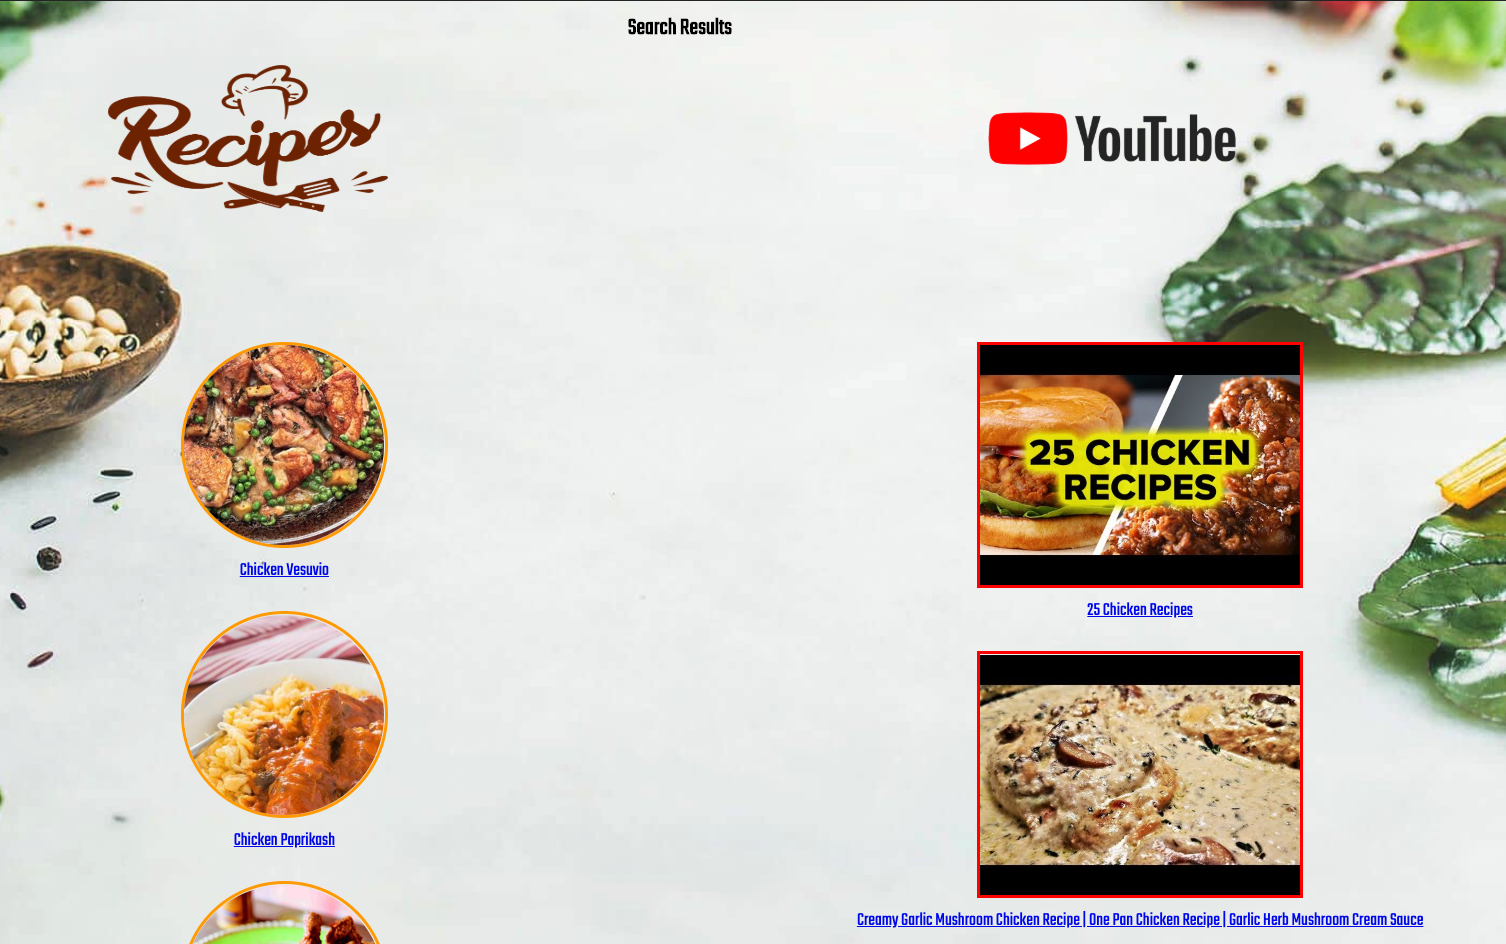 Search Results
Recipes
YouTube
Chicken Vesuvio
25 CHICKEN
RECIPES
25 Chicken Recipes
Chicken Paprikash
Creamy Garlic Mushroom Chicken Recipe | One Pan Chicken Recipe | Garlic Herb Mushroom Cream Sauce